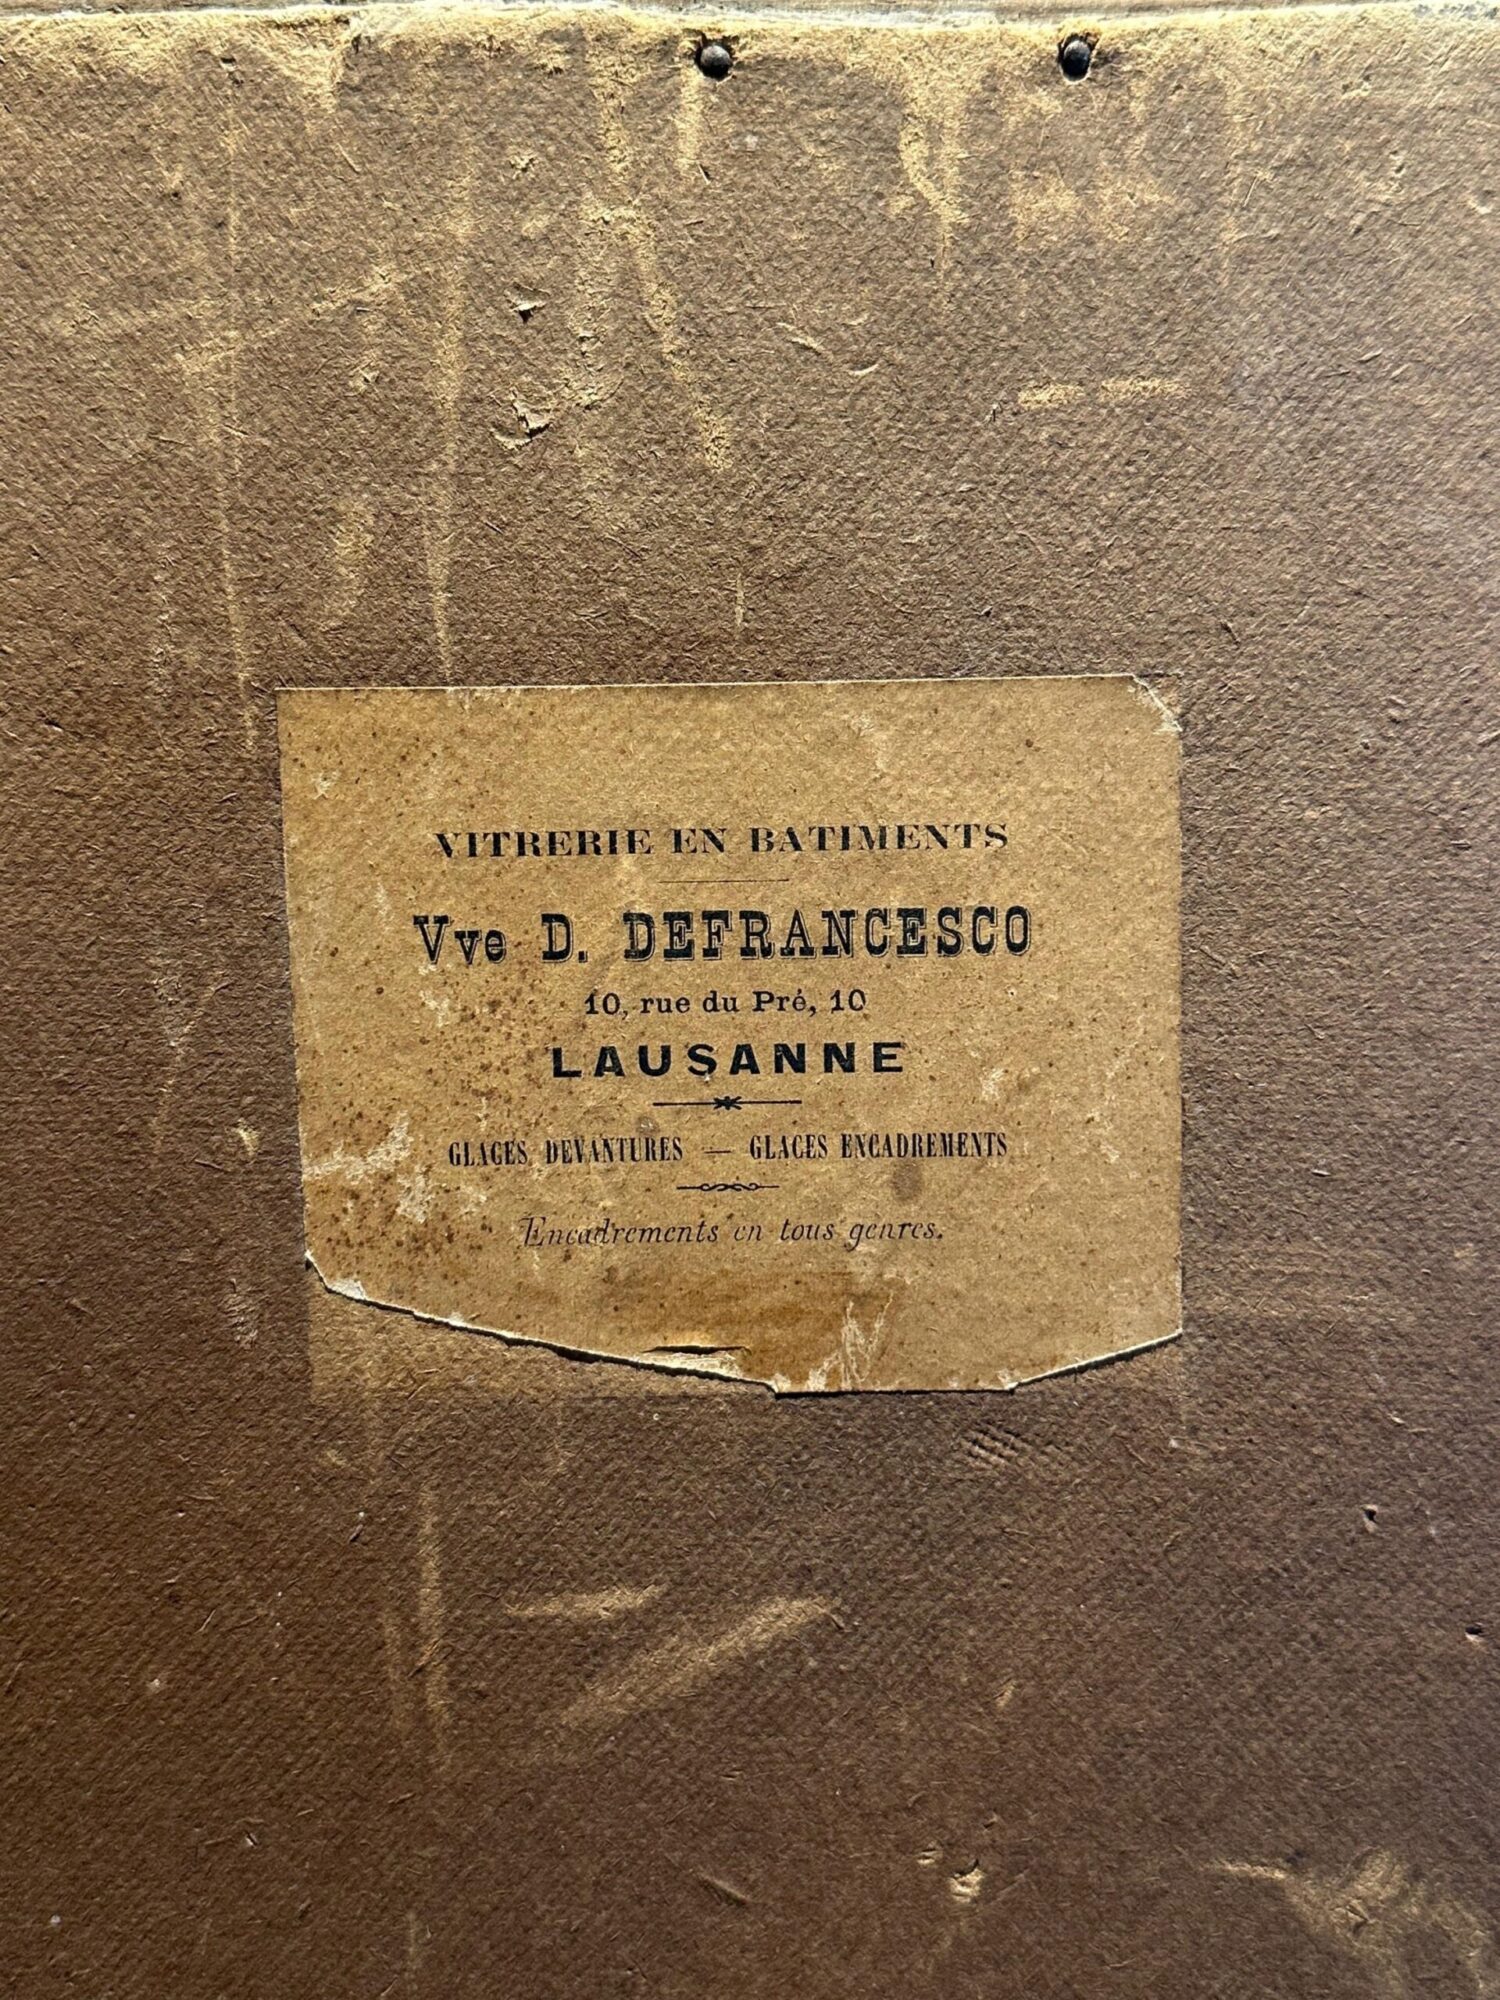 VITRERIE EN BATIMENTS
Vve D. DEFRANCESCO
10, rue du Pré, 10
LAUSANNE
GLACES DEVANTURES — GLACES ENCADREMENTS
Encadrements en tous genres.